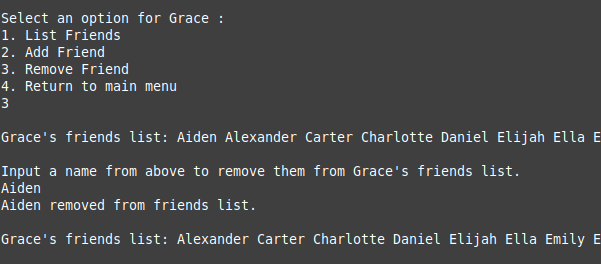 Select an option for Grace :
1. List Friends
2. Add Friend
3. Remove Friend
4. Return to main menu
3
Grace's friends list: Aiden Alexander Carter Charlotte Daniel Elijah Ella E
Input a name from above to remove them from Grace's friends list.
Aiden
Aiden removed from friends list.
Grace's friends list: Alexander Carter Charlotte Daniel Elijah Ella Emily E